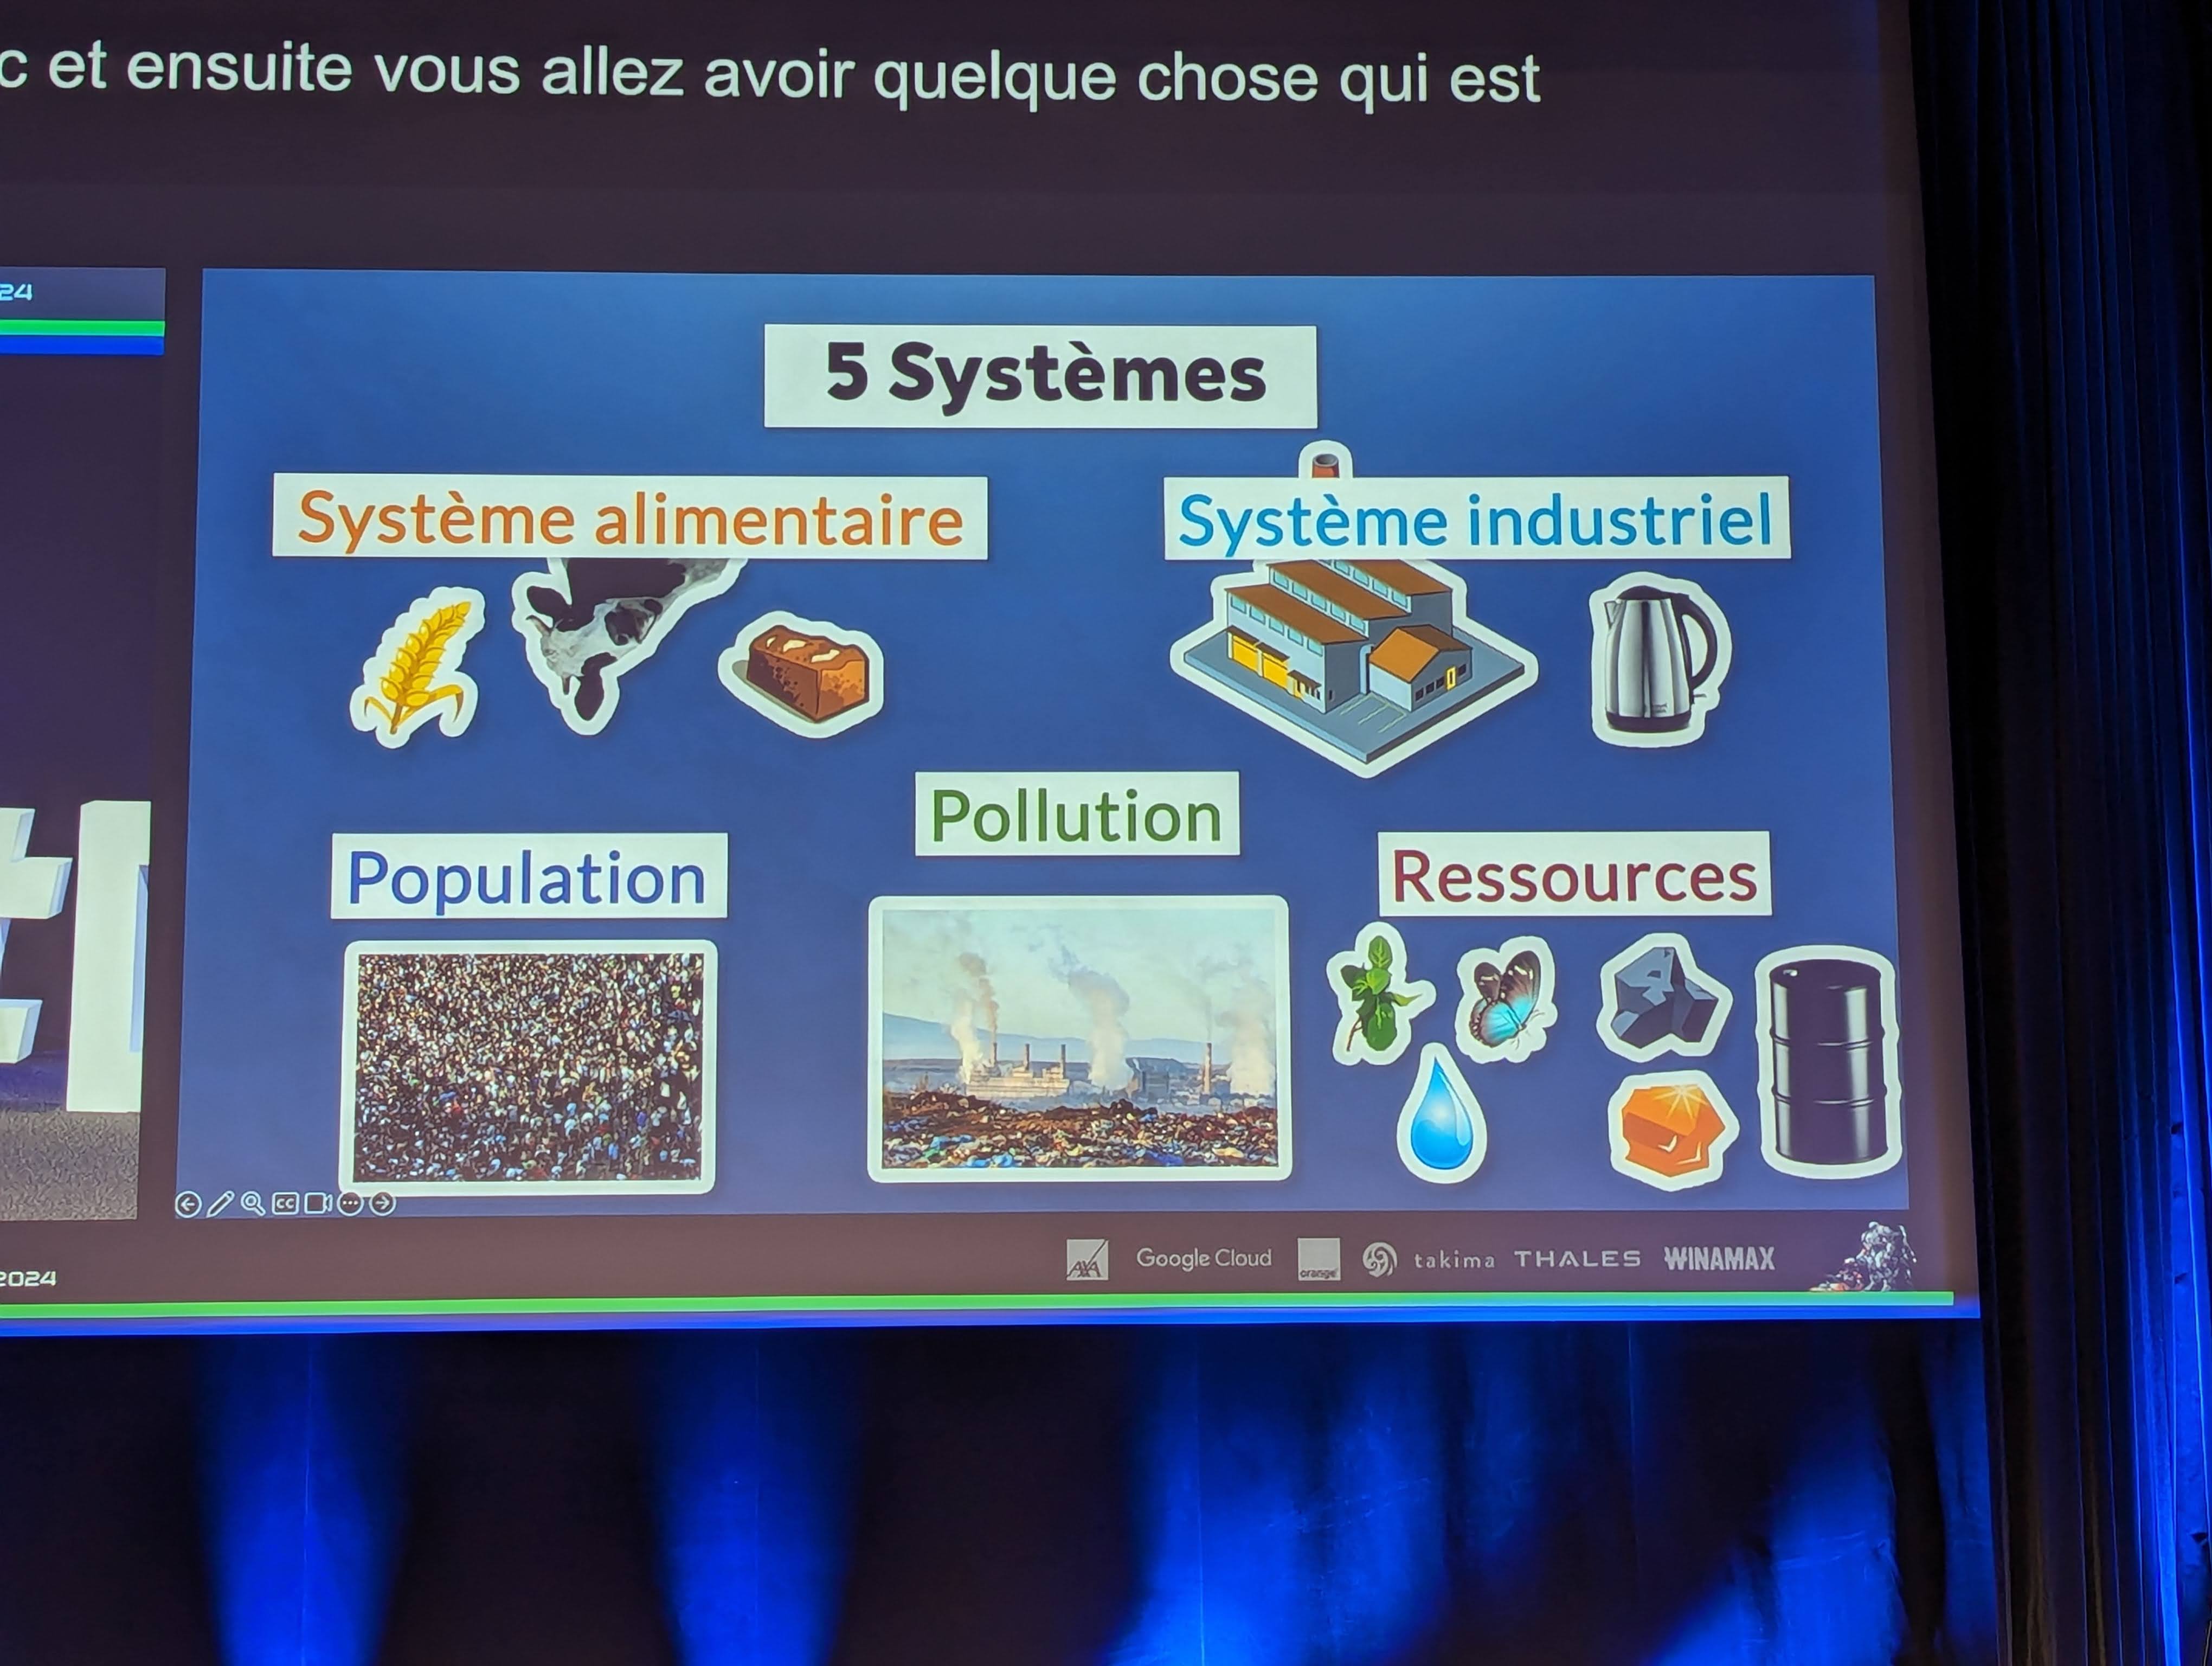 c et ensuite vous allez avoir quelque chose qui est
24
5 Systèmes
Système alimentaire
Système industriel
Pollution
Population
Ressources
CC
AXA
Google Cloud
orange
takima
THALES
WINAMAX
2024